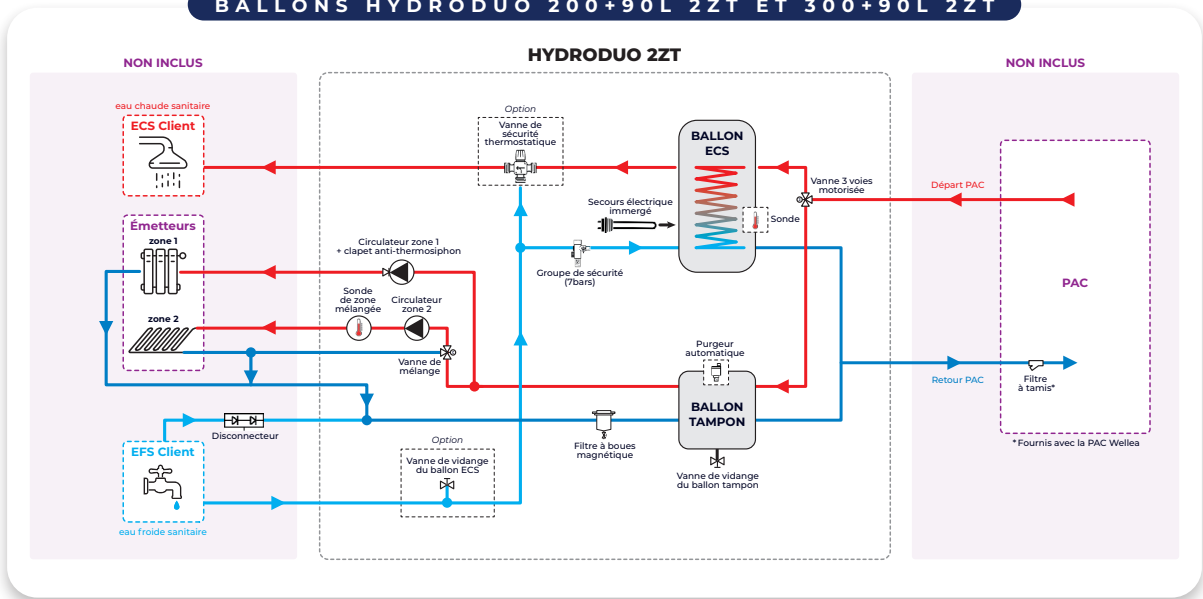 BALLONS HYDRODUO 200+90L 2ZT ET 300+90L 2ZT
NON INCLUS
HYDRODUO 2ZT
NON INCLUS
eau chaude sanitaire
ECS Client
Option
Vanne de
sécurité
thermostatique
BALLON
ECS
Vanne 3 voies
motorisée
Départ PAC
Secours électrique
immergé
Sonde
Émetteurs
zone 1
Circulateur zone 1
+ clapet anti-thermosiphon
Groupe de sécurité
(7bars)
PAC
Sonde
de zone
mélangée
Circulateur
zone 2
zone 2
Vanne de
mélange
Purgeur
automatique
Retour PAC
Filtre
à tamis*
BALLON
TAMPON
Disconnecteur
Filtre à boues
magnétique
*Fournis avec la PAC Wellea
EFS Client
Option
Vanne de vidange
du ballon ECS
Vanne de vidange
du ballon tampon
eau froide sanitaire